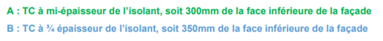 A : TC à mi-épaisseur de l'isolant, soit 300mm de la face inférieure de la façade
B : TC à ¾ épaisseur de l'isolant, soit 350mm de la face inférieure de la façade